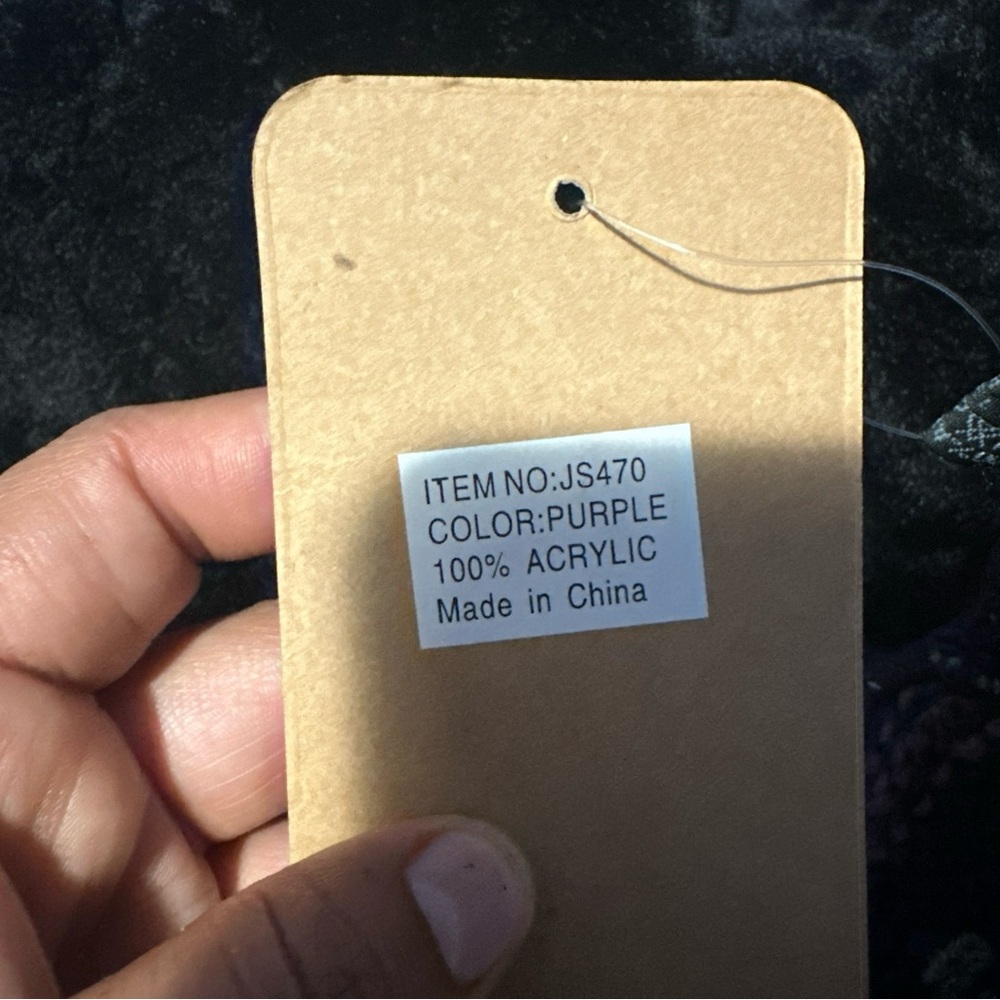 ITEM NO:JS470
COLOR:PURPLE
100% ACRYLIC
Made in China